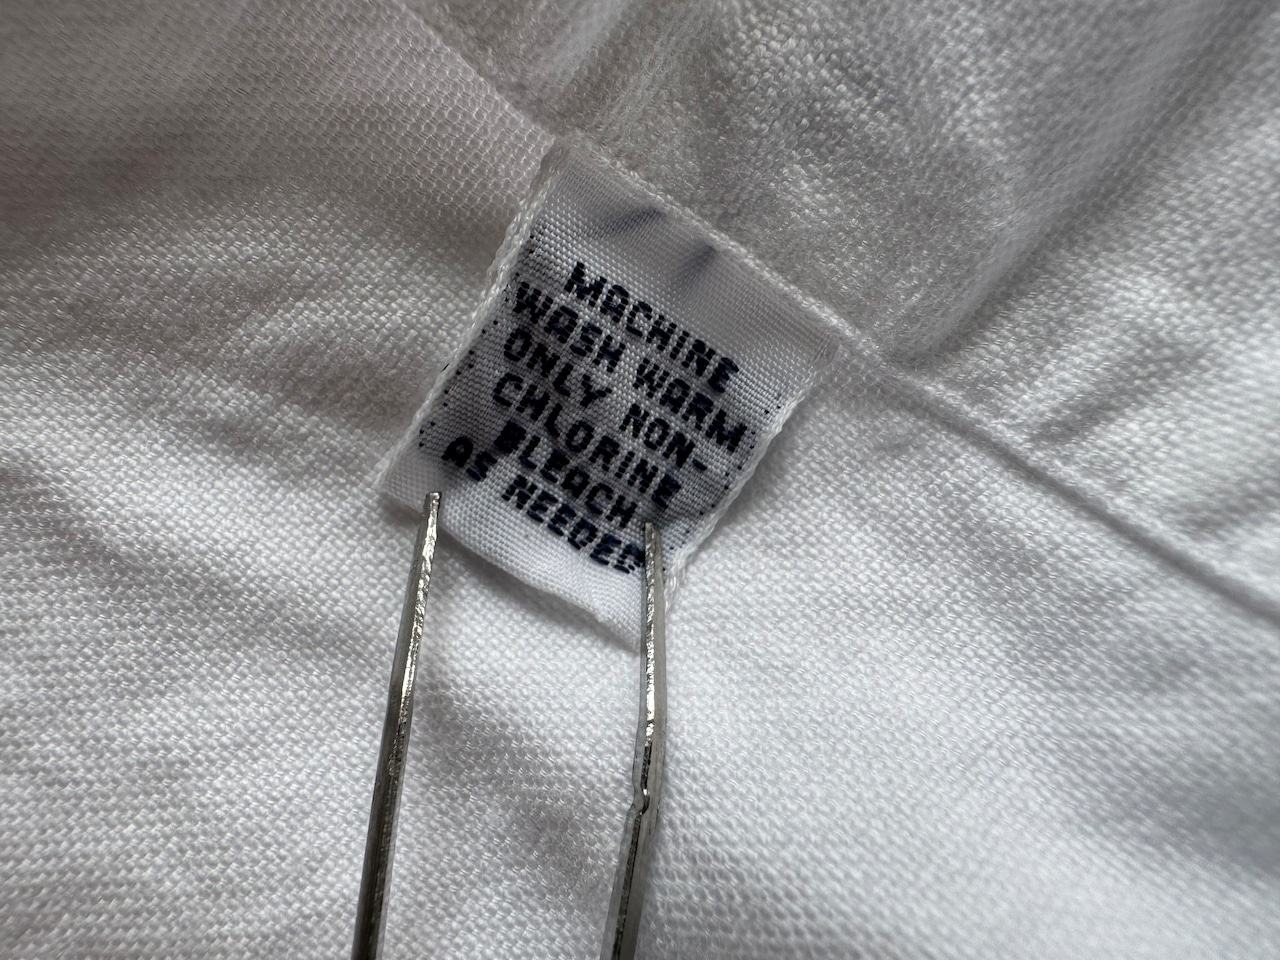 MACHINE
WASH WARM
ONLY NON-
CHLORINE
BLEACH
AS NEEDED